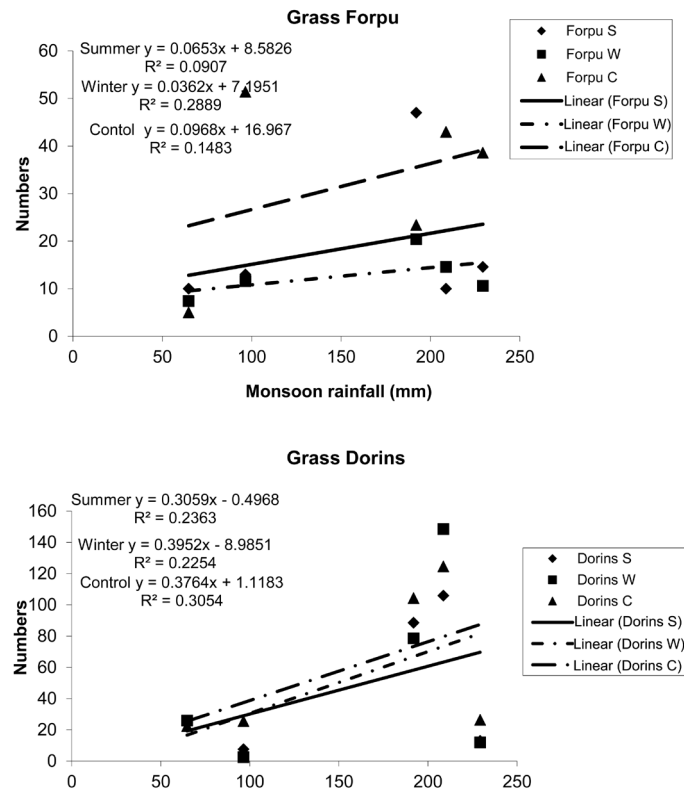 Grass Forpu
Summer y = 0.0653x + 8.5826
R² = 0.0907
Winter y = 0.0362x + 7.1951
R² = 0.2889
Contol y = 0.0968x + 16.967
R² = 0.1483
Forpu S
Forpu W
Forpu C
Linear (Forpu S)
Linear (Forpu W)
Linear (Forpu C)
Numbers
60
50
40
30
20
10
0
0 50 100 150 200 250
Monsoon rainfall (mm)
Grass Dorins
Summer y = 0.3059x - 0.4968
R² = 0.2363
Winter y = 0.3952x - 8.9851
R² = 0.2254
Control y = 0.3764x + 1.1183
R² = 0.3054
Dorins S
Dorins W
Dorins C
Linear (Dorins S)
Linear (Dorins W)
Linear (Dorins C)
Numbers
160
140
120
100
80
60
40
20
0
0 50 100 150 200 250